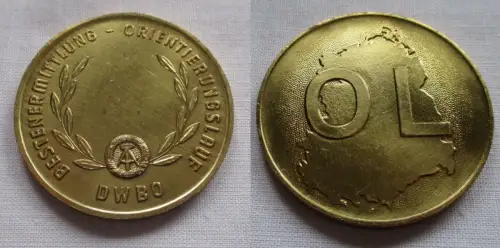 BESTENERMITTLUNG - ORIENTIERUNGSLAUF
DWBO
OL